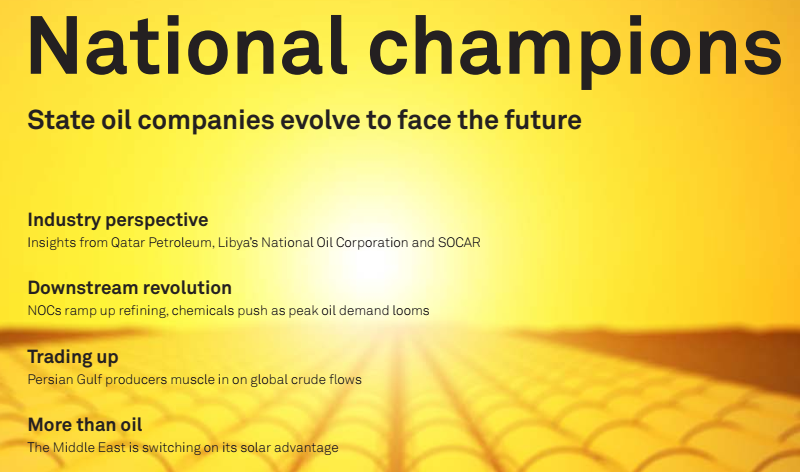 National champions
State oil companies evolve to face the future
Industry perspective
Insights from Qatar Petroleum, Libya's National Oil Corporation and SOCAR
Downstream revolution
NOCs ramp up refining, chemicals push as peak oil demand looms
Trading up
Persian Gulf producers muscle in on global crude flows
More than oil
The Middle East is switching on its solar advantage